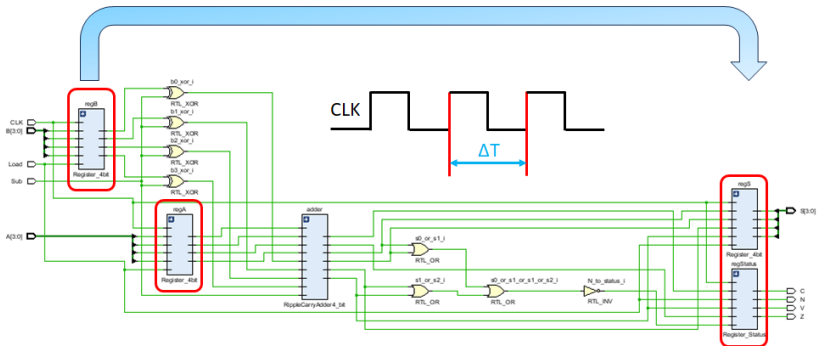 CLK
ΔT
regB
CLK
B[3:0]
Load
Sub
Register_4bit
b0_xor_i
RTL_XOR
b1_xor_i
RTL_XOR
b2_xor_i
RTL_XOR
b3_xor_i
RTL_XOR
regA
A[3:0]
Register_4bit
adder
RippleCarryAdder4_bit
s0_or_s1_i
RTL_OR
s1_or_s2_i
RTL_OR
s0_or_s1_or_s1_or_s2_i
RTL_OR
N_to_status_i
RTL_INV
regS
S[3:0]
Register_4bit
regStatus
C
N
V
Z
Register_Status